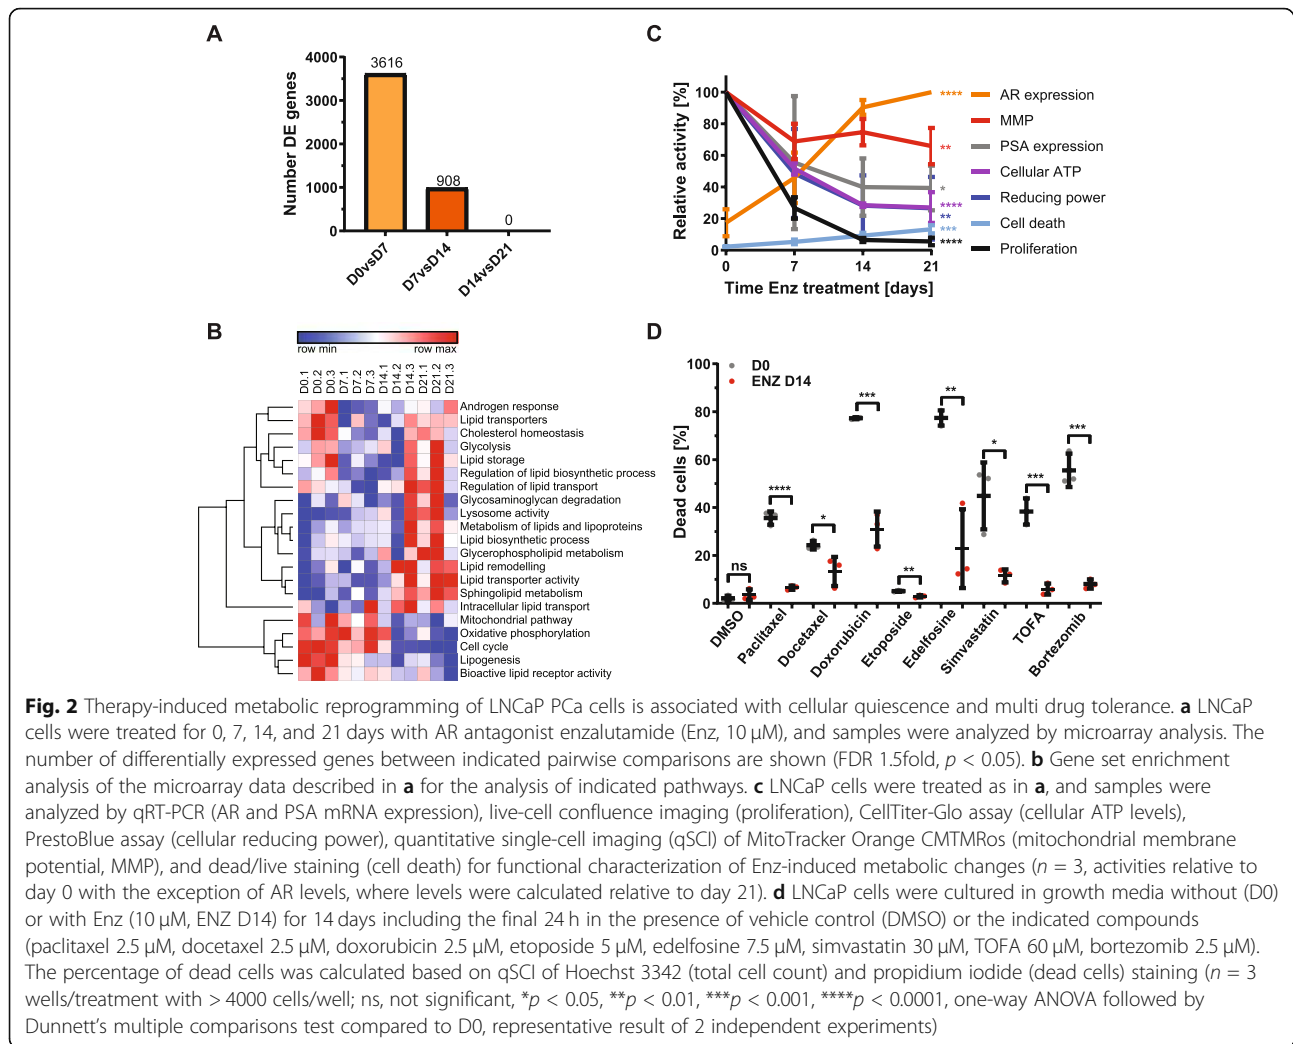 A
Number DE genes
4000
3000
2000
1000
0
3616
908
0
D0vsD7
D7vsD14
D14vsD21
C
Relative activity [%]
100
80
60
40
20
0
0 7 14 21
Time Enz treatment [days]
****
**
*
****
**
***
****
AR expression
MMP
PSA expression
Cellular ATP
Reducing power
Cell death
Proliferation
B
row min row max
D0.1 D0.2 D0.3 D7.1 D7.2 D7.3 D14.1 D14.2 D14.3 D21.1 D21.2 D21.3
Androgen response
Lipid transporters
Cholesterol homeostasis
Glycolysis
Lipid storage
Regulation of lipid biosynthetic process
Regulation of lipid transport
Glycosaminoglycan degradation
Lysosome activity
Metabolism of lipids and lipoproteins
Lipid biosynthetic process
Glycerophospholipid metabolism
Lipid remodelling
Lipid transporter activity
Sphingolipid metabolism
Intracellular lipid transport
Mitochondrial pathway
Oxidative phosphorylation
Cell cycle
Lipogenesis
Bioactive lipid receptor activity
D
Dead cells [%]
100
80
60
40
20
0
D0
ENZ D14
ns
****
*
***
**
**
*
***
***
DMSO
Paclitaxel
Docetaxel
Doxorubicin
Etoposide
Edelfosine
Simvastatin
TOFA
Bortezomib
Fig. 2 Therapy-induced metabolic reprogramming of LNCaP PCa cells is associated with cellular quiescence and multi drug tolerance. a LNCaP
cells were treated for 0, 7, 14, and 21 days with AR antagonist enzalutamide (Enz, 10 μM), and samples were analyzed by microarray analysis. The
number of differentially expressed genes between indicated pairwise comparisons are shown (FDR 1.5fold, p < 0.05). b Gene set enrichment
analysis of the microarray data described in a for the analysis of indicated pathways. c LNCaP cells were treated as in a, and samples were
analyzed by qRT-PCR (AR and PSA mRNA expression), live-cell confluence imaging (proliferation), CellTiter-Glo assay (cellular ATP levels),
PrestoBlue assay (cellular reducing power), quantitative single-cell imaging (qSCI) of MitoTracker Orange CMTMRos (mitochondrial membrane
potential, MMP), and dead/live staining (cell death) for functional characterization of Enz-induced metabolic changes (n = 3, activities relative to
day 0 with the exception of AR levels, where levels were calculated relative to day 21). d LNCaP cells were cultured in growth media without (D0)
or with Enz (10 μM, ENZ D14) for 14 days including the final 24 h in the presence of vehicle control (DMSO) or the indicated compounds
(paclitaxel 2.5 μM, docetaxel 2.5 μM, doxorubicin 2.5 μM, etoposide 5 μM, edelfosine 7.5 μM, simvastatin 30 μM, TOFA 60 μM, bortezomib 2.5 μM).
The percentage of dead cells was calculated based on qSCI of Hoechst 3342 (total cell count) and propidium iodide (dead cells) staining (n = 3
wells/treatment with > 4000 cells/well; ns, not significant, *p < 0.05, **p < 0.01, ***p < 0.001, ****p < 0.0001, one-way ANOVA followed by
Dunnett's multiple comparisons test compared to D0, representative result of 2 independent experiments)